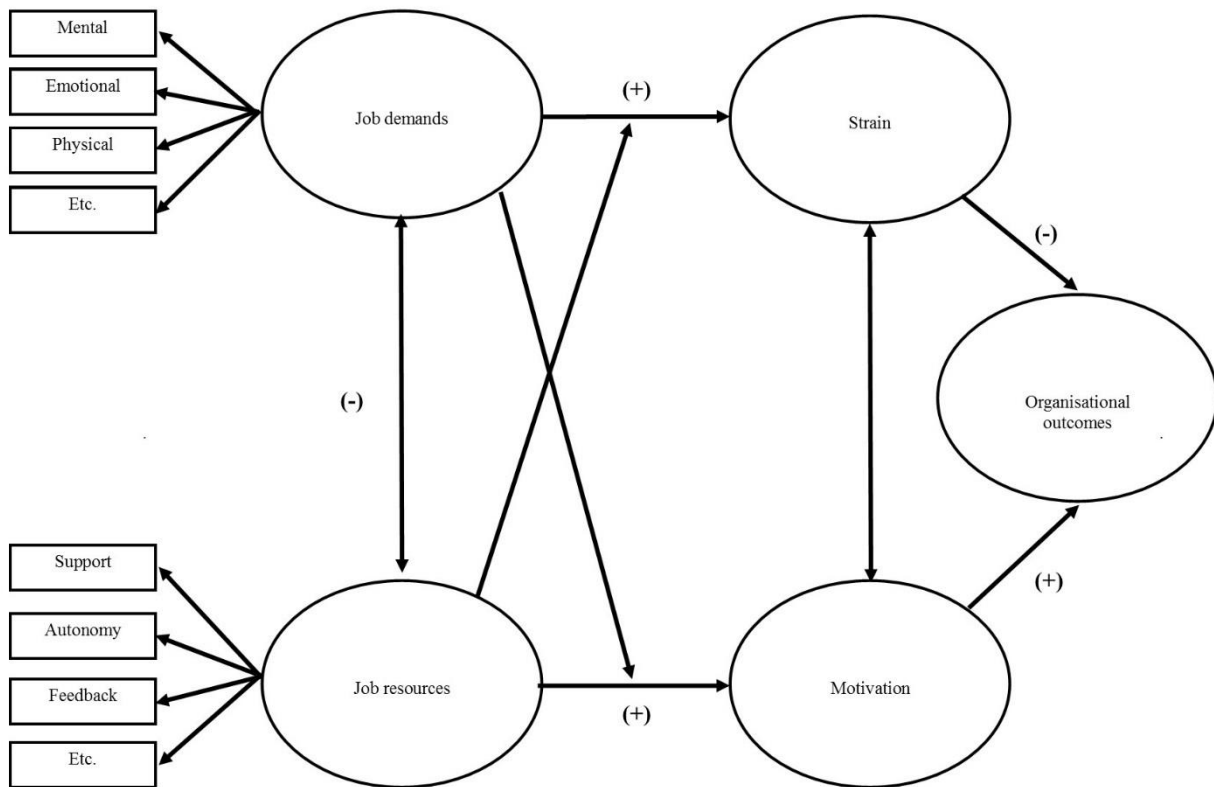 Mental
Emotional
Physical
Etc.
Job demands
(+)
Strain
(-)
(-)
Organisational
outcomes
Support
Autonomy
Feedback
Etc.
Job resources
(+)
Motivation
(+)